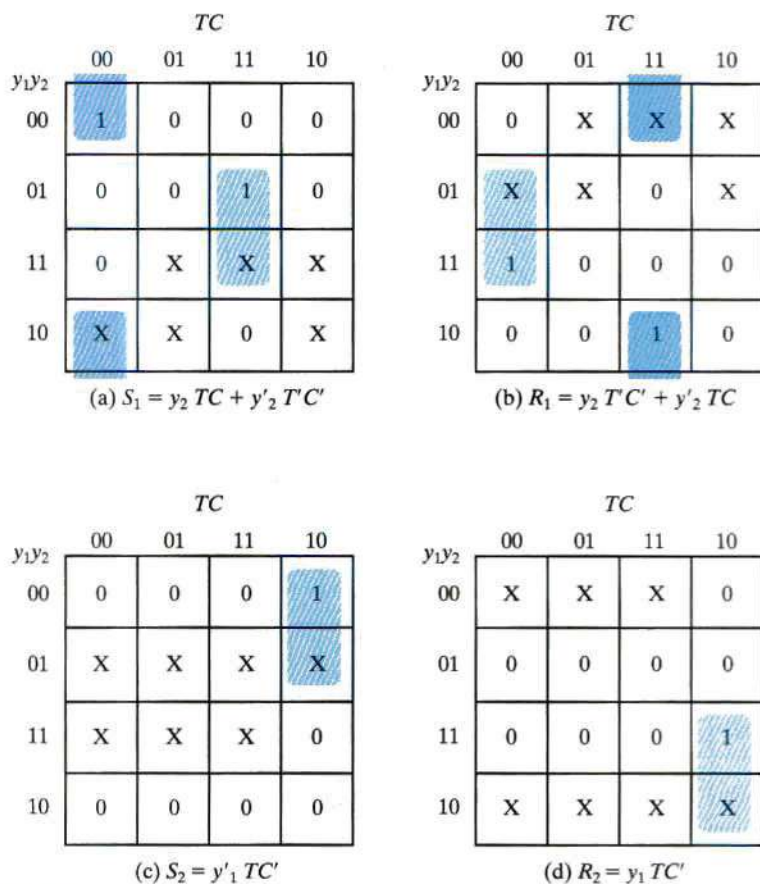 TC
00 01 11 10
y₁y₂
00 1 0 0 0
01 0 0 1 0
11 0 X X X
10 X X 0 X
(a) S₁ = y₂ TC + y'₂ T'C'
TC
00 01 11 10
y₁y₂
00 0 X X X
01 X X 0 X
11 1 0 0 0
10 0 0 1 0
(b) R₁ = y₂ T'C' + y'₂ TC
TC
00 01 11 10
y₁y₂
00 0 0 0 1
01 X X X X
11 X X X 0
10 0 0 0 0
(c) S₂ = y'₁ TC'
TC
00 01 11 10
y₁y₂
00 X X X 0
01 0 0 0 0
11 0 0 0 1
10 X X X X
(d) R₂ = y₁ TC'